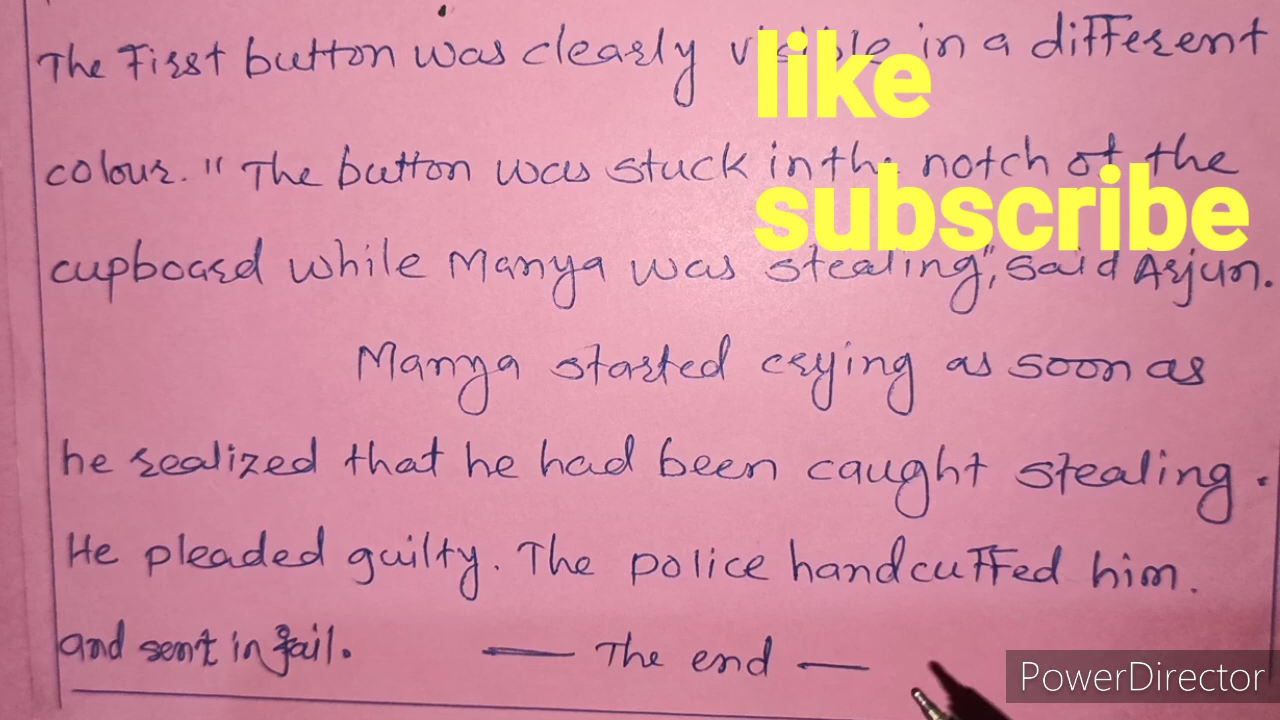 The First button was clearly visible in a different
like
colour. " The button was stuck in the notch of the
subscribe
cupboard while Manya was stealing", said Arjun.
Manya started crying as soon as
he realized that he had been caught stealing.
He pleaded guilty. The police handcuffed him.
and sent in jail.
The end
PowerDirector